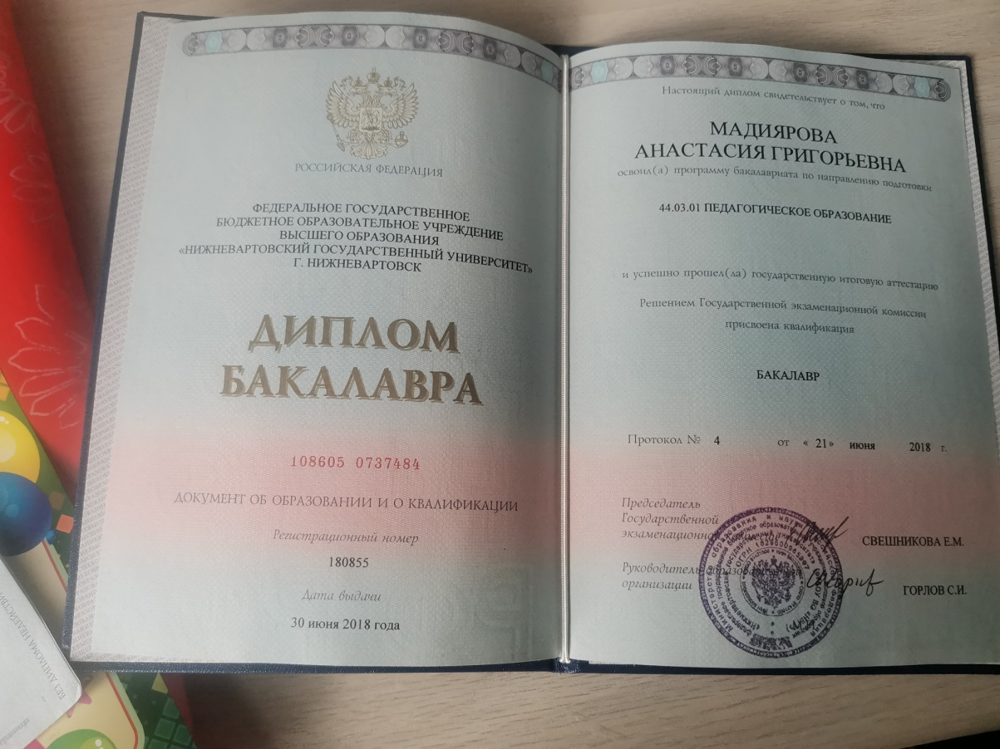 РОССИЙСКАЯ ФЕДЕРАЦИЯ
ФЕДЕРАЛЬНОЕ ГОСУДАРСТВЕННОЕ
БЮДЖЕТНОЕ ОБРАЗОВАТЕЛЬНОЕ УЧРЕЖДЕНИЕ
ВЫСШЕГО ОБРАЗОВАНИЯ
«НИЖНЕВАРТОВСКИЙ ГОСУДАРСТВЕННЫЙ УНИВЕРСИТЕТ»
Г. НИЖНЕВАРТОВСК
ДИПЛОМ
БАКАЛАВРА
108605 0737484
ДОКУМЕНТ ОБ ОБРАЗОВАНИИ И О КВАЛИФИКАЦИИ
Регистрационный номер
180855
Дата выдачи
30 июня 2018 года
Настоящий диплом свидетельствует о том, что
МАДИЯРОВА
АНАСТАСИЯ ГРИГОРЬЕВНА
освоил(а) программу бакалавриата по направлению подготовки
44.03.01 ПЕДАГОГИЧЕСКОЕ ОБРАЗОВАНИЕ
и успешно прошел(ла) государственную итоговую аттестацию
Решением Государственной экзаменационной комиссии
присвоена квалификация
БАКАЛАВР
Протокол № 4 от « 21» июня 2018 г.
Председатель
Государственной
экзаменационной
СВЕШНИКОВА Е.М.
Руководитель образовательной
организации
ГОРЛОВ С.И.
БЕЗ ДИПЛОМА